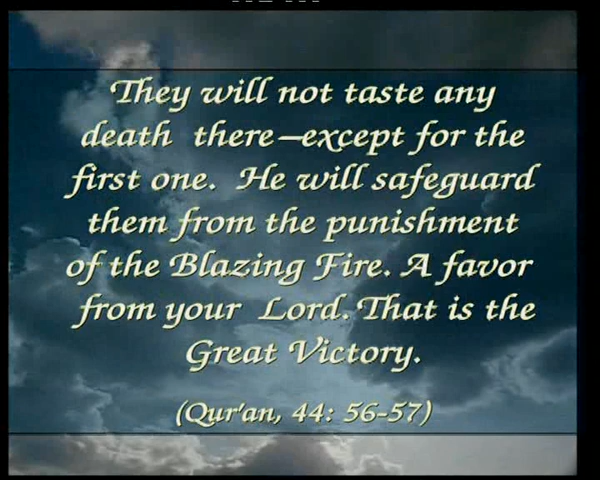 They will not taste any
death there—except for the
first one. He will safeguard
them from the punishment
of the Blazing Fire. A favor
from your Lord. That is the
Great Victory.
(Qur'an, 44: 56-57)